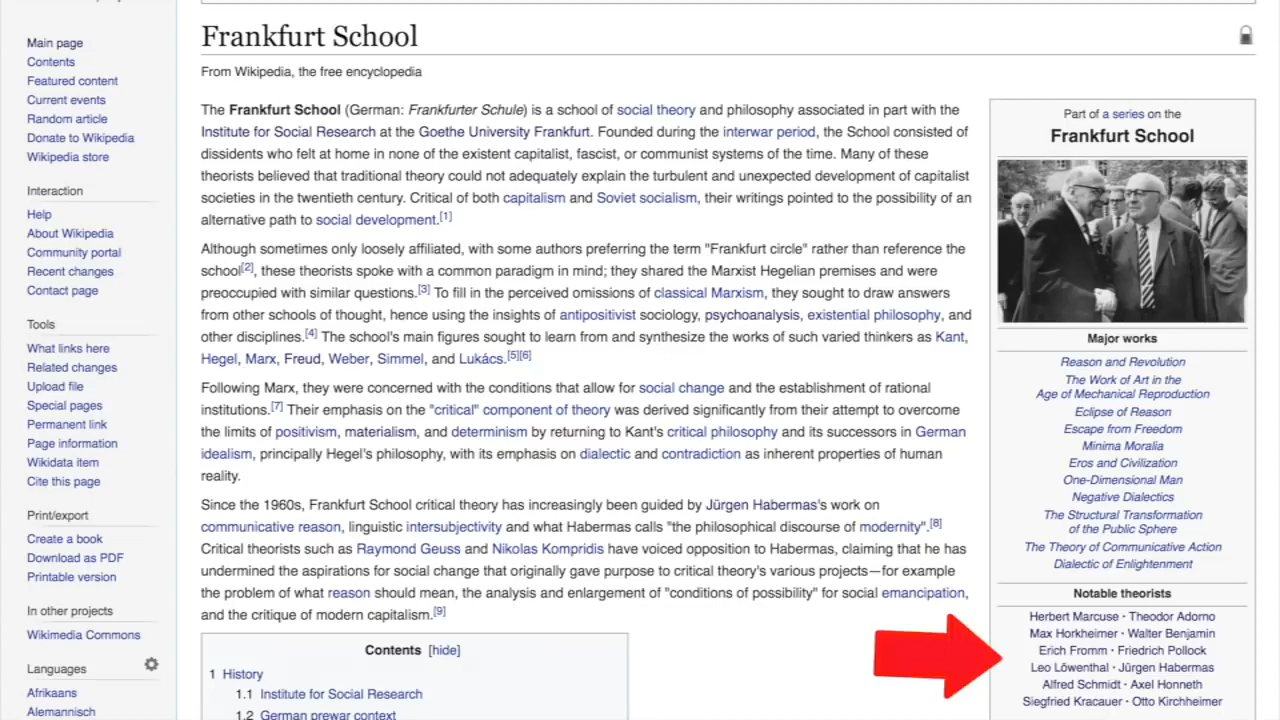 Main page
Contents
Featured content
Current events
Random article
Donate to Wikipedia
Wikipedia store
Interaction
Help
About Wikipedia
Community portal
Recent changes
Contact page
Tools
What links here
Related changes
Upload file
Special pages
Permanent link
Page information
Wikidata item
Cite this page
Print/export
Create a book
Download as PDF
Printable version
In other projects
Wikimedia Commons
Languages
Afrikaans
Alemannisch
Frankfurt School
From Wikipedia, the free encyclopedia
The Frankfurt School (German: Frankfurter Schule) is a school of social theory and philosophy associated in part with the
Institute for Social Research at the Goethe University Frankfurt. Founded during the interwar period, the School consisted of
dissidents who felt at home in none of the existent capitalist, fascist, or communist systems of the time. Many of these
theorists believed that traditional theory could not adequately explain the turbulent and unexpected development of capitalist
societies in the twentieth century. Critical of both capitalism and Soviet socialism, their writings pointed to the possibility of an
alternative path to social development.[1]
Although sometimes only loosely affiliated, with some authors preferring the term "Frankfurt circle" rather than reference the
school[2], these theorists spoke with a common paradigm in mind; they shared the Marxist Hegelian premises and were
preoccupied with similar questions.[3] To fill in the perceived omissions of classical Marxism, they sought to draw answers
from other schools of thought, hence using the insights of antipositivist sociology, psychoanalysis, existential philosophy, and
other disciplines.[4] The school's main figures sought to learn from and synthesize the works of such varied thinkers as Kant,
Hegel, Marx, Freud, Weber, Simmel, and Lukács.[5][6]
Following Marx, they were concerned with the conditions that allow for social change and the establishment of rational
institutions.[7] Their emphasis on the "critical" component of theory was derived significantly from their attempt to overcome
the limits of positivism, materialism, and determinism by returning to Kant's critical philosophy and its successors in German
idealism, principally Hegel's philosophy, with its emphasis on dialectic and contradiction as inherent properties of human
reality.
Since the 1960s, Frankfurt School critical theory has increasingly been guided by Jürgen Habermas's work on
communicative reason, linguistic intersubjectivity and what Habermas calls "the philosophical discourse of modernity".[8]
Critical theorists such as Raymond Geuss and Nikolas Kompridis have voiced opposition to Habermas, claiming that he has
undermined the aspirations for social change that originally gave purpose to critical theory's various projects—for example
the problem of what reason should mean, the analysis and enlargement of "conditions of possibility" for social emancipation,
and the critique of modern capitalism.[9]
Contents [hide]
1 History
1.1 Institute for Social Research
1.2 German prewar context
Part of a series on the
Frankfurt School
Major works
Reason and Revolution
The Work of Art in the
Age of Mechanical Reproduction
Eclipse of Reason
Escape from Freedom
Minima Moralia
Eros and Civilization
One-Dimensional Man
Negative Dialectics
The Structural Transformation
of the Public Sphere
The Theory of Communicative Action
Dialectic of Enlightenment
Notable theorists
Herbert Marcuse · Theodor Adorno
Max Horkheimer · Walter Benjamin
Erich Fromm · Friedrich Pollock
Leo Löwenthal · Jürgen Habermas
Alfred Schmidt · Axel Honneth
Siegfried Kracauer · Otto Kirchheimer